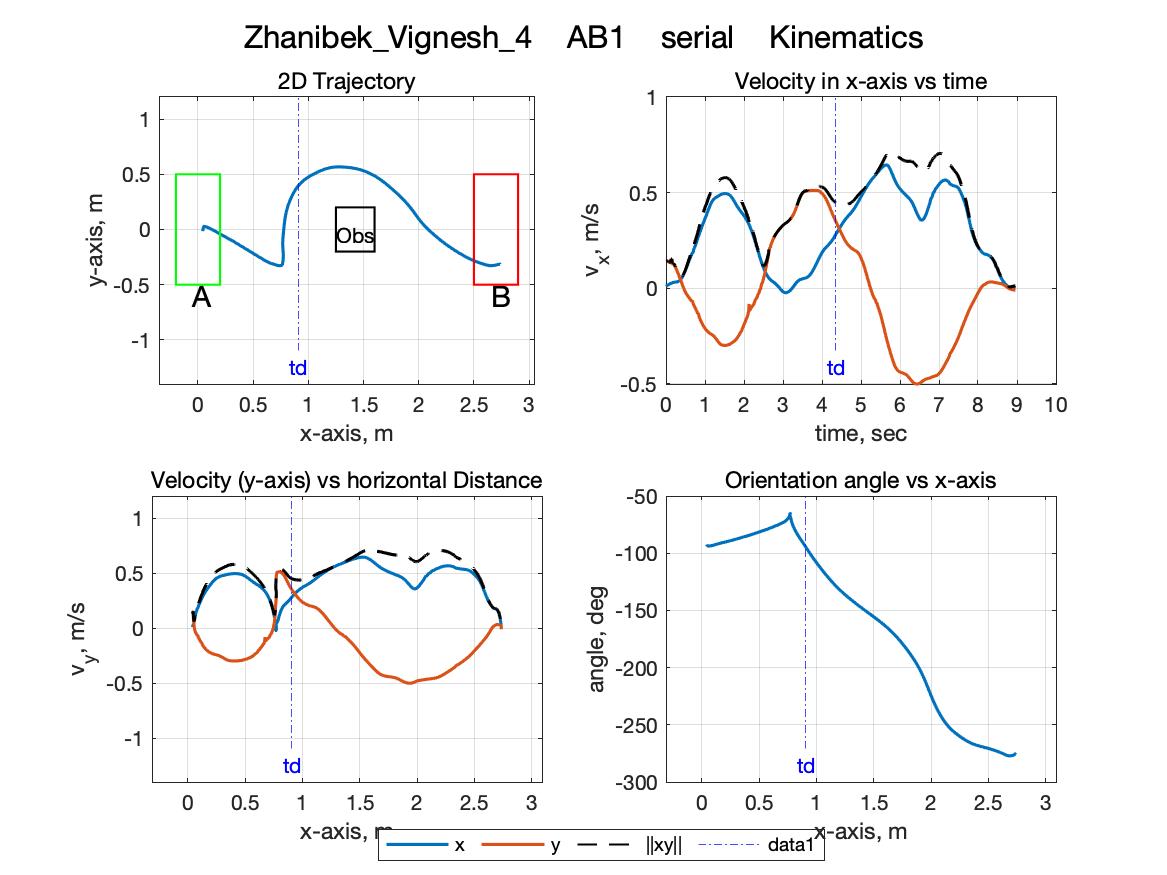 Zhanibek_Vignesh_4 AB1 serial Kinematics
2D Trajectory
1
0.5
0
-0.5
-1
y-axis, m
A
Obs
B
td
0 0.5 1 1.5 2 2.5 3
x-axis, m
Velocity in x-axis vs time
1
0.5
0
-0.5
v_x, m/s
td
0 1 2 3 4 5 6 7 8 9 10
time, sec
Velocity (y-axis) vs horizontal Distance
1
0.5
0
-0.5
-1
v_y, m/s
td
0 0.5 1 1.5 2 2.5 3
x-axis, m
Orientation angle vs x-axis
-50
-100
-150
-200
-250
-300
angle, deg
td
0 0.5 1 1.5 2 2.5 3
x-axis, m
x y ||xy|| data1